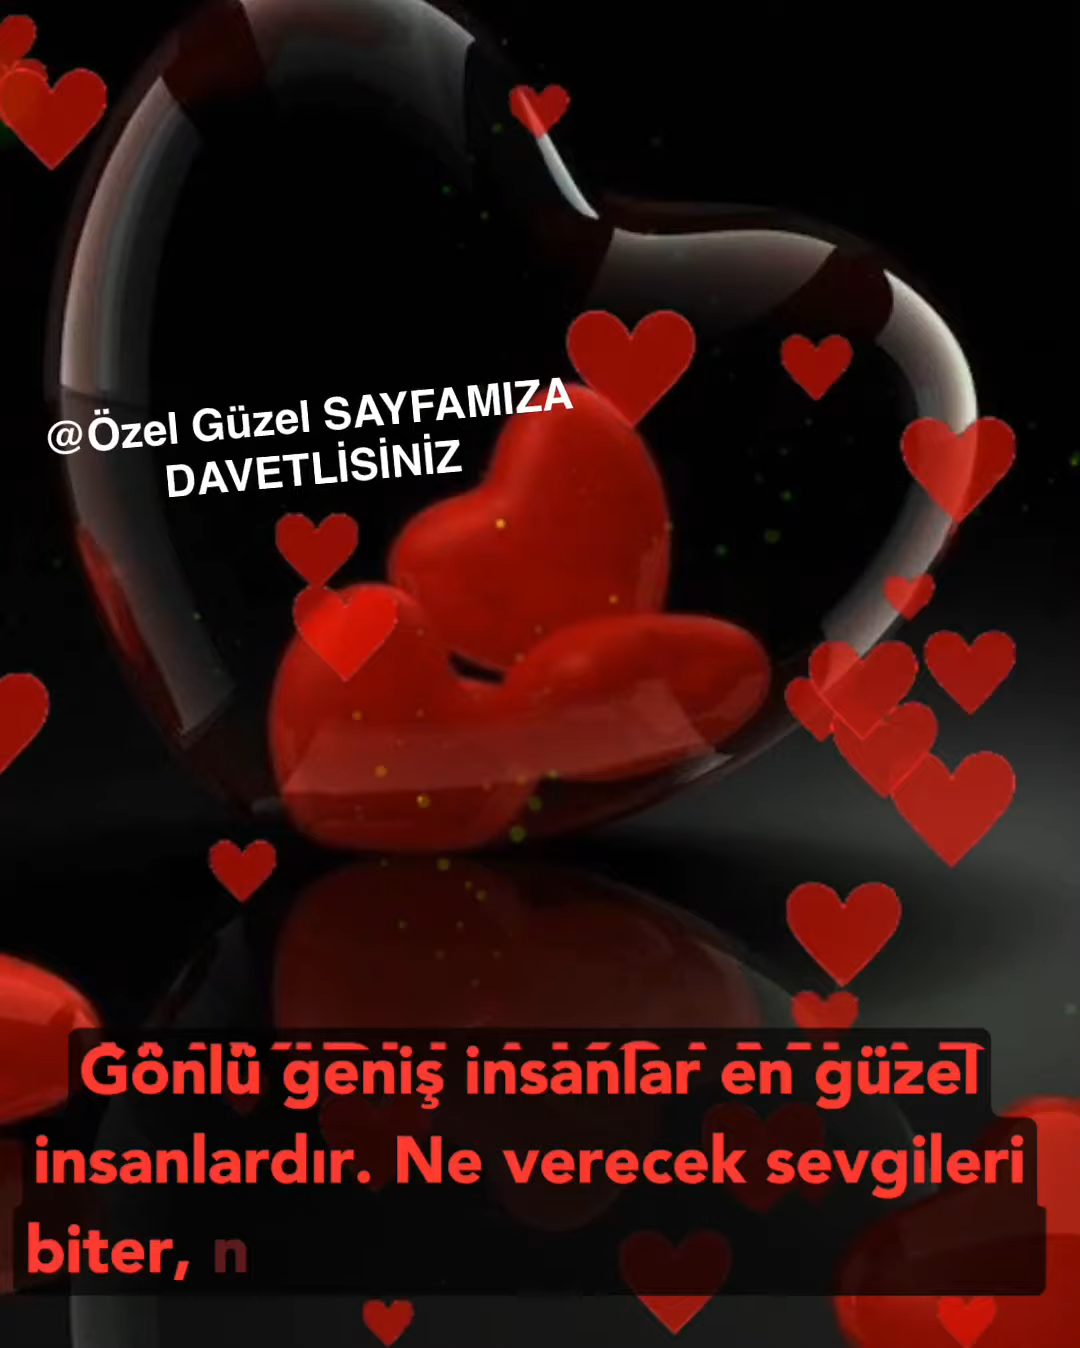 @Özel Güzel SAYFAMIZA
DAVETLİSİNİZ
Gönlü geniş insanlar en güzel
insanlardır. Ne verecek sevgileri
biter, n